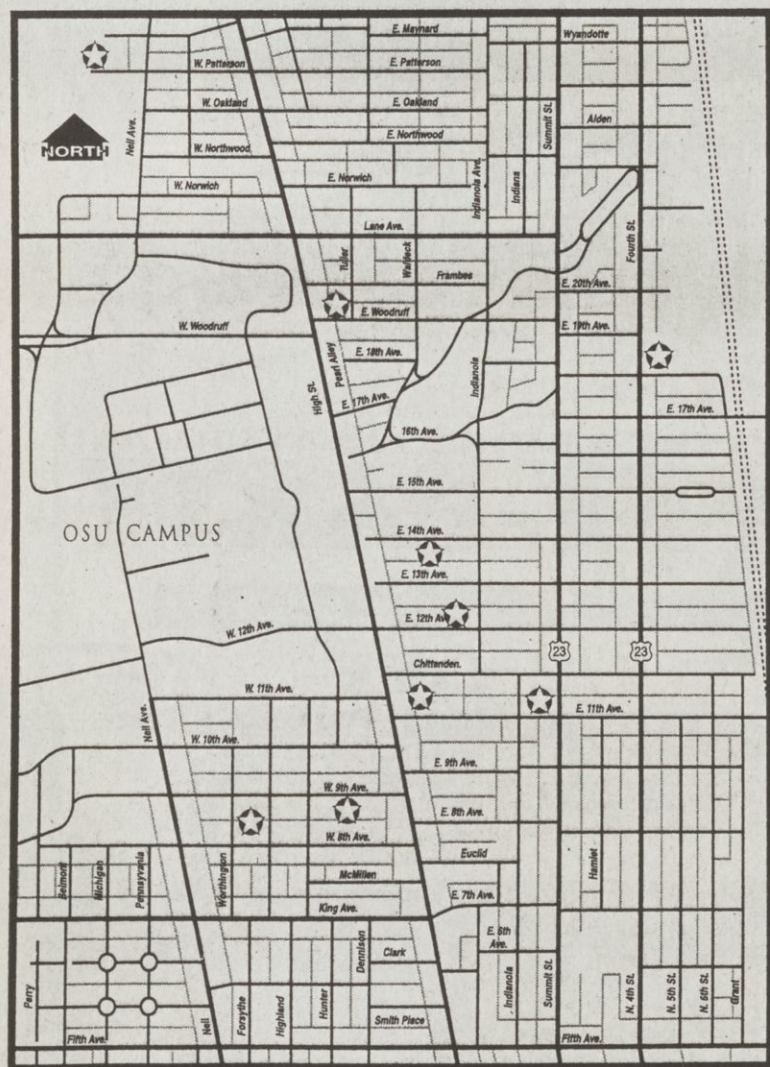 E. Maynard
Wyandotte
W. Patterson
E. Patterson
W. Oakland
E. Oakland
Summit St.
Alden
Neil Ave.
NORTH
E. Northwood
W. Northwood
W. Norwich
E. Norwich
Indianola Ave.
Indiana
Lane Ave.
Fourth St.
Tuller
Waldeck
Frambes
E. 20th Ave.
E. Woodruff
W. Woodruff
E. 19th Ave.
E. 18th Ave.
Pearl Alley
High St.
Indianola
E. 17th Ave.
E. 17th Ave.
16th Ave.
E. 15th Ave.
OSU CAMPUS
E. 14th Ave.
E. 13th Ave.
E. 12th Ave
W. 12th Ave.
23
23
Chittenden.
W. 11th Ave.
E. 11th Ave.
Neil Ave.
W. 10th Ave.
E. 9th Ave.
W. 9th Ave.
E. 8th Ave.
W. 8th Ave.
Euclid
Belmont
Michigan
Pennsylvania
Worthington
McMillen
Hamlet
E. 7th Ave.
King Ave.
E. 6th
Ave.
Clark
Dennison
Perry
Neil
Forsythe
Highland
Hunter
Smith Place
Indianola
Summit St.
N. 4th St.
N. 5th St.
N. 6th St.
Grant
Fifth Ave.
Fifth Ave.